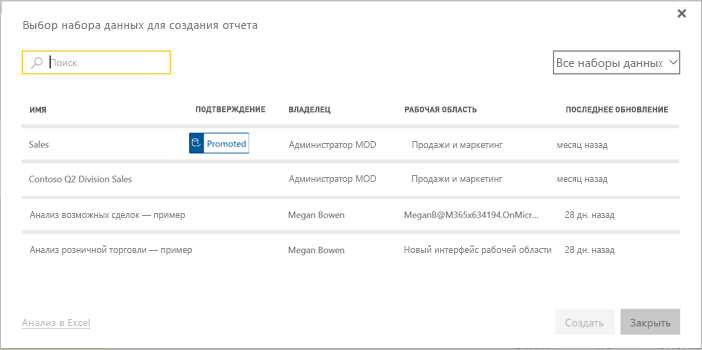 Выбор набора данных для создания отчета
Поиск
Все наборы данных
ИМЯ ПОДТВЕРЖДЕНИЕ ВЛАДЕЛЕЦ РАБОЧАЯ ОБЛАСТЬ ПОСЛЕДНЕЕ ОБНОВЛЕНИЕ
Sales Promoted Администратор MOD Продажи и маркетинг месяц назад
Contoso Q2 Division Sales Администратор MOD Продажи и маркетинг месяц назад
Анализ возможных сделок — пример Megan Bowen MeganB@M365x634194.OnMicr... 28 дн. назад
Анализ розничной торговли — пример Megan Bowen Новый интерфейс рабочей области 28 дн. назад
Анализ в Excel Создать Закрыть